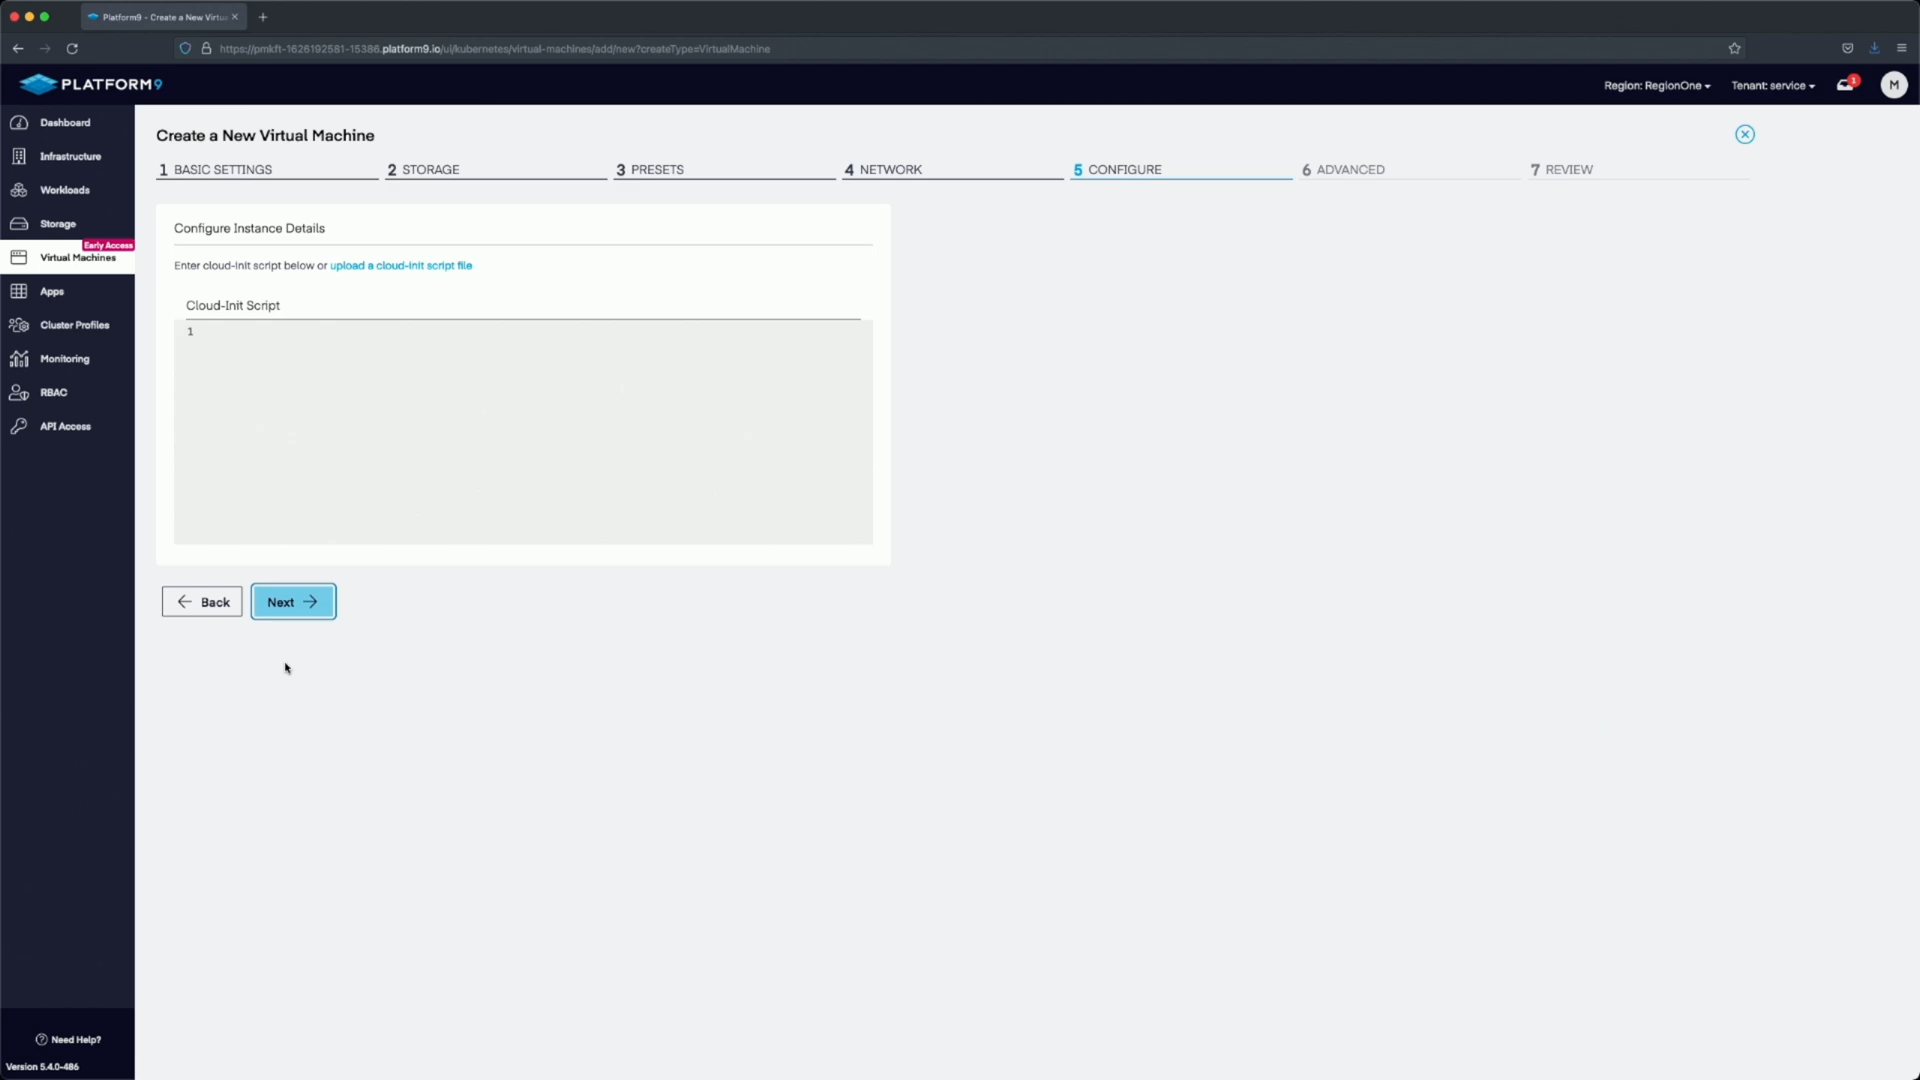 Platform9 - Create a New Virtu
https://pmkft-1626192581-15386.platform9.io/ui/kubernetes/virtual-machines/add/new?createType=VirtualMachine
PLATFORM9
Region: RegionOne
Tenant: service
1
M
Dashboard
Infrastructure
Workloads
Storage
Early Access
Virtual Machines
Apps
Cluster Profiles
Monitoring
RBAC
API Access
Need Help?
Version 5.4.0-486
Create a New Virtual Machine
1 BASIC SETTINGS
2 STORAGE
3 PRESETS
4 NETWORK
5 CONFIGURE
6 ADVANCED
7 REVIEW
Configure Instance Details
Enter cloud-init script below or upload a cloud-init script file
Cloud-Init Script
1
Back
Next